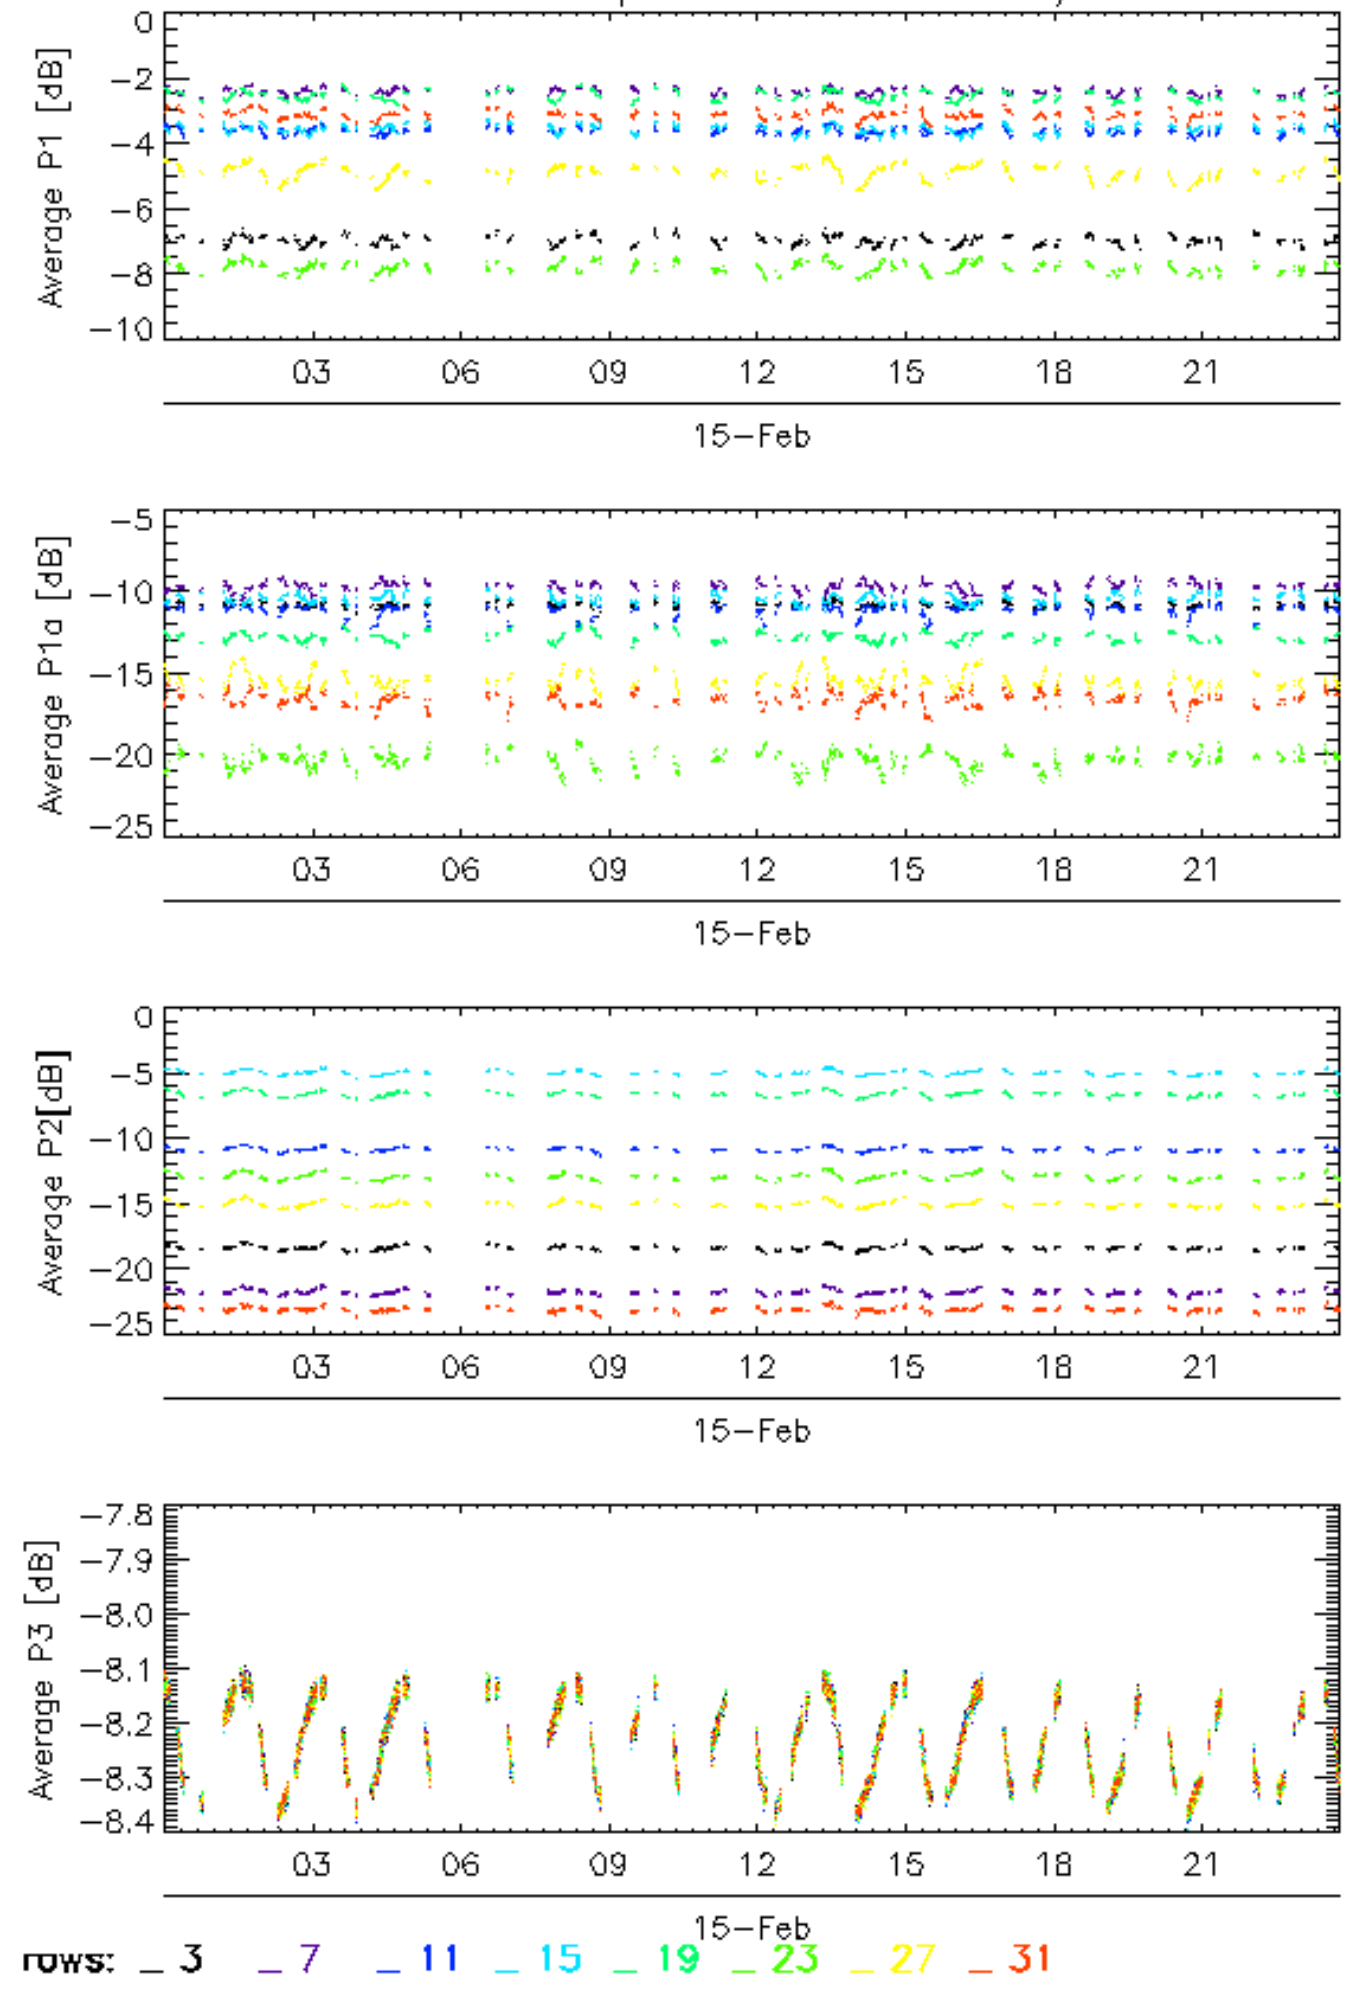 0
−2
−4
−6
−8
−10
Average P1 [dB]
03 06 09 12 15 18 21
15−Feb
−5
−10
−15
−20
−25
Average P1a [dB]
03 06 09 12 15 18 21
15−Feb
0
−5
−10
−15
−20
−25
Average P2[dB]
03 06 09 12 15 18 21
15−Feb
−7.8
−7.9
−8.0
−8.1
−8.2
−8.3
−8.4
Average P3 [dB]
03 06 09 12 15 18 21
15−Feb
rows: _ 3 _ 7 _ 11 _ 15 _ 19 _ 23 _ 27 _ 31